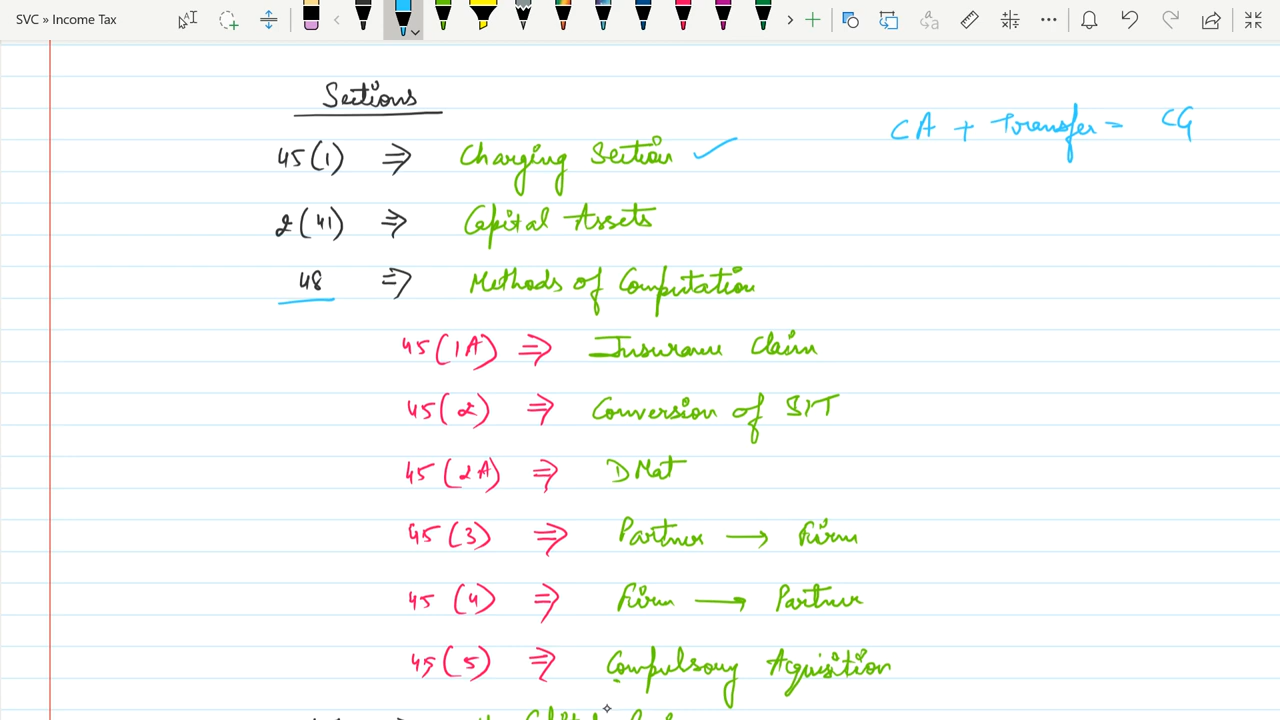 SVC » Income Tax
Sections
CA + Transfer = CG
45(1) ⇒ Charging Section ✓
2(41) ⇒ Capital Assets
48 ⇒ Methods of Computation
45(1A) ⇒ Insurance Claim
45(2) ⇒ Conversion of SIT
45(2A) ⇒ DMat
45(3) ⇒ Partner → Firm
45(4) ⇒ Firm → Partner
45(5) ⇒ Compulsory Acquisition